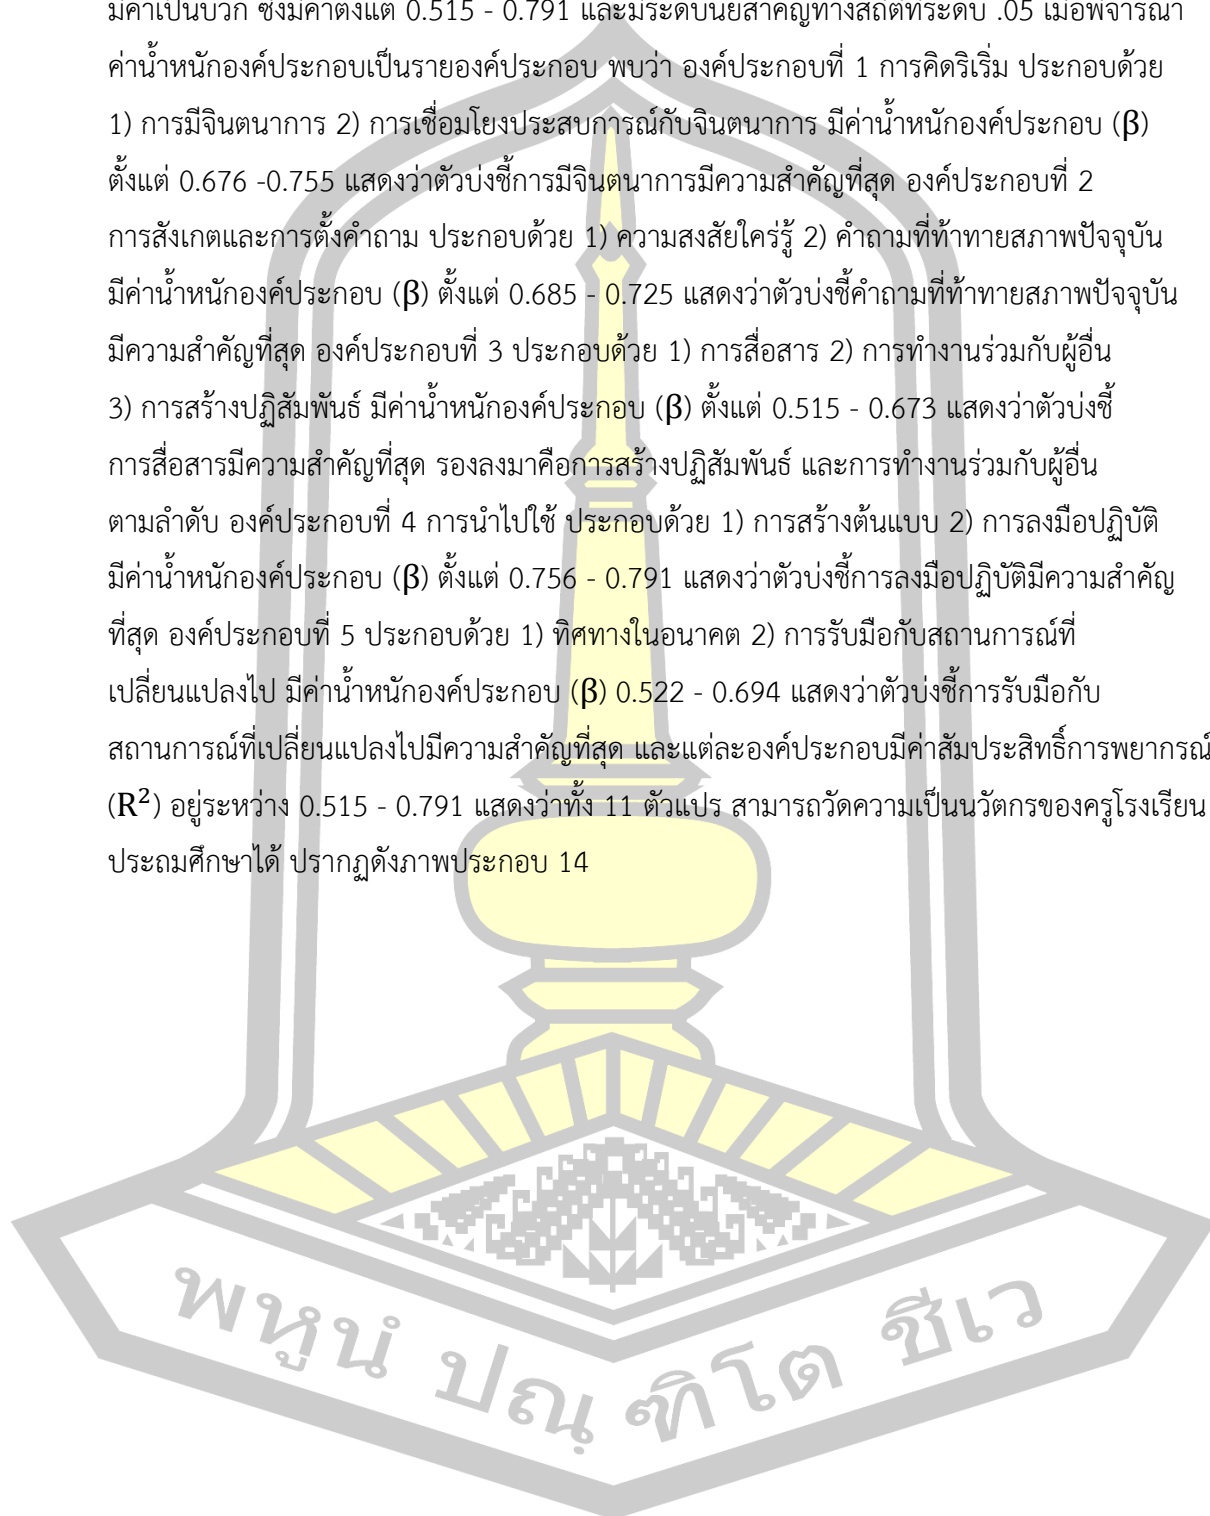 มีค่าเป็นบวก ซึ่งมีค่าตั้งแต่ 0.515 - 0.791 และมีระดับนัยสำคัญทางสถิติที่ระดับ .05 เมื่อพิจารณา
ค่าน้ำหนักองค์ประกอบเป็นรายองค์ประกอบ พบว่า องค์ประกอบที่ 1 การคิดริเริ่ม ประกอบด้วย
1) การมีจินตนาการ 2) การเชื่อมโยงประสบการณ์กับจินตนาการ มีค่าน้ำหนักองค์ประกอบ (β)
ตั้งแต่ 0.676 -0.755 แสดงว่าตัวบ่งชี้การมีจินตนาการมีความสำคัญที่สุด องค์ประกอบที่ 2
การสังเกตและการตั้งคำถาม ประกอบด้วย 1) ความสงสัยใคร่รู้ 2) คำถามที่ท้าทายสภาพปัจจุบัน
มีค่าน้ำหนักองค์ประกอบ (β) ตั้งแต่ 0.685 - 0.725 แสดงว่าตัวบ่งชี้คำถามที่ท้าทายสภาพปัจจุบัน
มีความสำคัญที่สุด องค์ประกอบที่ 3 ประกอบด้วย 1) การสื่อสาร 2) การทำงานร่วมกับผู้อื่น
3) การสร้างปฏิสัมพันธ์ มีค่าน้ำหนักองค์ประกอบ (β) ตั้งแต่ 0.515 - 0.673 แสดงว่าตัวบ่งชี้
การสื่อสารมีความสำคัญที่สุด รองลงมาคือการสร้างปฏิสัมพันธ์ และการทำงานร่วมกับผู้อื่น
ตามลำดับ องค์ประกอบที่ 4 การนำไปใช้ ประกอบด้วย 1) การสร้างต้นแบบ 2) การลงมือปฏิบัติ
มีค่าน้ำหนักองค์ประกอบ (β) ตั้งแต่ 0.756 - 0.791 แสดงว่าตัวบ่งชี้การลงมือปฏิบัติมีความสำคัญ
ที่สุด องค์ประกอบที่ 5 ประกอบด้วย 1) ทิศทางในอนาคต 2) การรับมือกับสถานการณ์ที่
เปลี่ยนแปลงไป มีค่าน้ำหนักองค์ประกอบ (β) 0.522 - 0.694 แสดงว่าตัวบ่งชี้การรับมือกับ
สถานการณ์ที่เปลี่ยนแปลงไปมีความสำคัญที่สุด และแต่ละองค์ประกอบมีค่าสัมประสิทธิ์การพยากรณ์
(R²) อยู่ระหว่าง 0.515 - 0.791 แสดงว่าทั้ง 11 ตัวแปร สามารถวัดความเป็นนวัตกรของครูโรงเรียน
ประถมศึกษาได้ ปรากฏดังภาพประกอบ 14
พหูนํ ปณฺฑิโต ชีเว